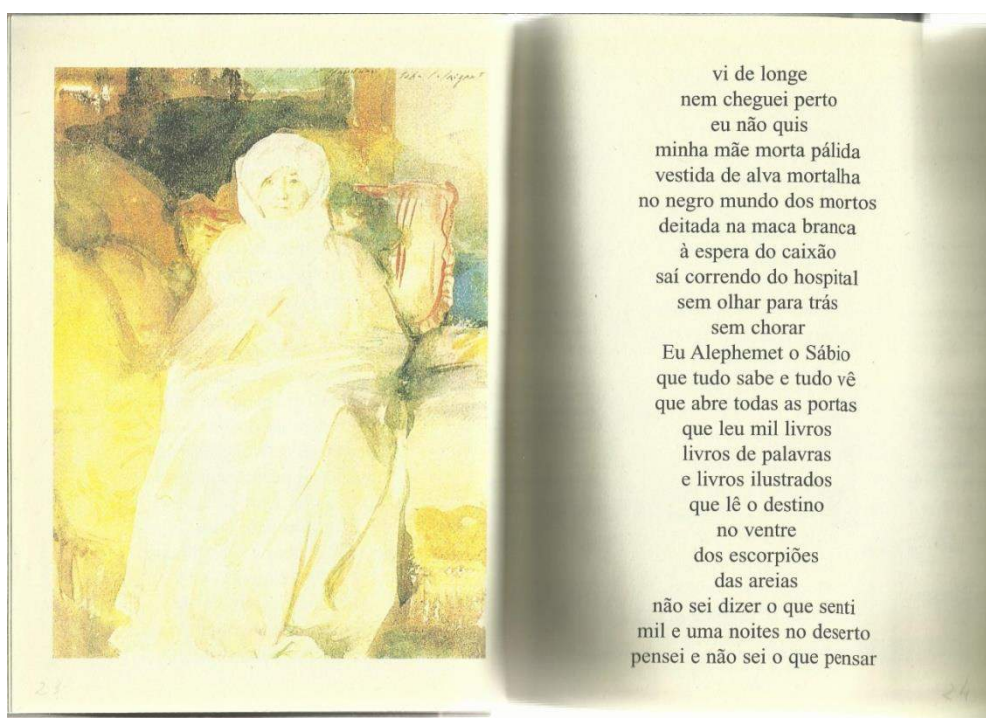 vi de longe
nem cheguei perto
eu não quis
minha mãe morta pálida
vestida de alva mortalha
no negro mundo dos mortos
deitada na maca branca
à espera do caixão
saí correndo do hospital
sem olhar para trás
sem chorar
Eu Alephemet o Sábio
que tudo sabe e tudo vê
que abre todas as portas
que leu mil livros
livros de palavras
e livros ilustrados
que lê o destino
no ventre
dos escorpiões
das areias
não sei dizer o que senti
mil e uma noites no deserto
pensei e não sei o que pensar
24